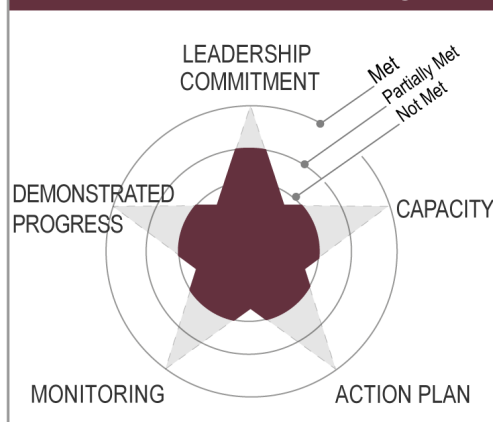 LEADERSHIP
COMMITMENT
Met
Partially Met
Not Met
DEMONSTRATED
PROGRESS
CAPACITY
MONITORING
ACTION PLAN